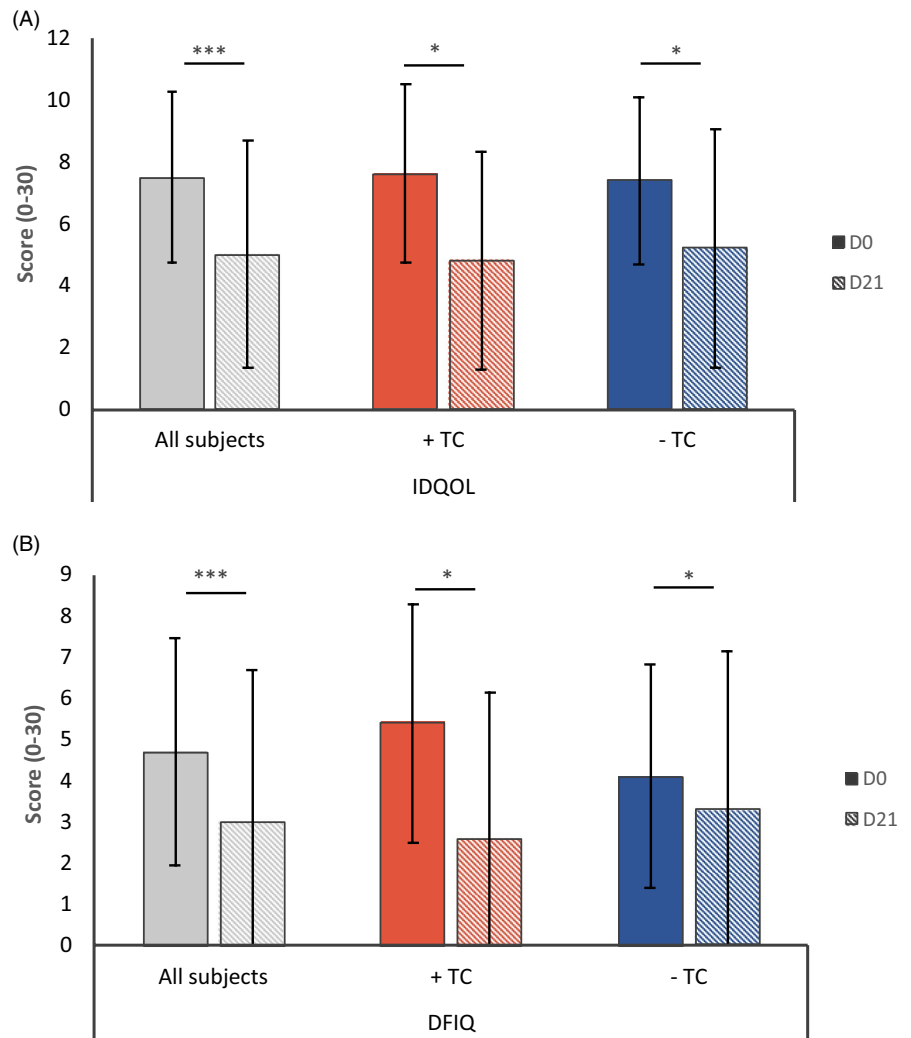 (A)
12
10
8
6
4
2
0
Score (0-30)
*** * *
D0
D21
All subjects + TC - TC
IDQOL
(B)
9
8
7
6
5
4
3
2
1
0
Score (0-30)
*** * *
D0
D21
All subjects + TC - TC
DFIQ